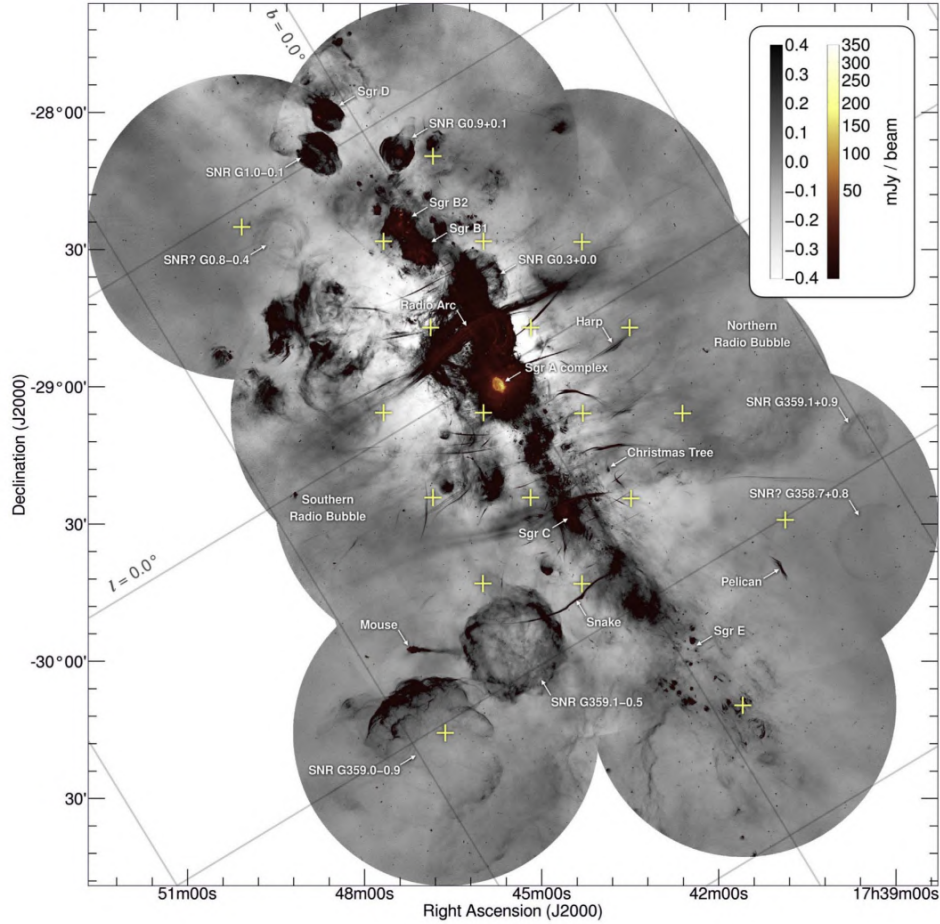 b = 0.0°
0.4
0.3
0.2
0.1
0.0
−0.1
−0.2
−0.3
−0.4
350
300
250
200
150
100
50
mJy / beam
Sgr D
SNR G0.9+0.1
SNR G1.0−0.1
Sgr B2
Sgr B1
SNR? G0.8−0.4
SNR G0.3+0.0
Radio Arc
Harp
Northern
Radio Bubble
Sgr A complex
SNR G359.1+0.9
Christmas Tree
SNR? G358.7+0.8
Southern
Radio Bubble
Sgr C
Pelican
l = 0.0°
Mouse
Snake
Sgr E
SNR G359.1−0.5
SNR G359.0−0.9
-28°00'
30'
-29°00'
30'
-30°00'
30'
Declination (J2000)
51m00s
48m00s
45m00s
42m00s
17h39m00s
Right Ascension (J2000)